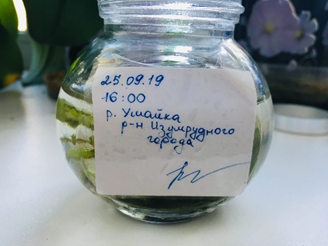 25.09.19
16:00
р. Ушайка
р-н Изумрудного
города